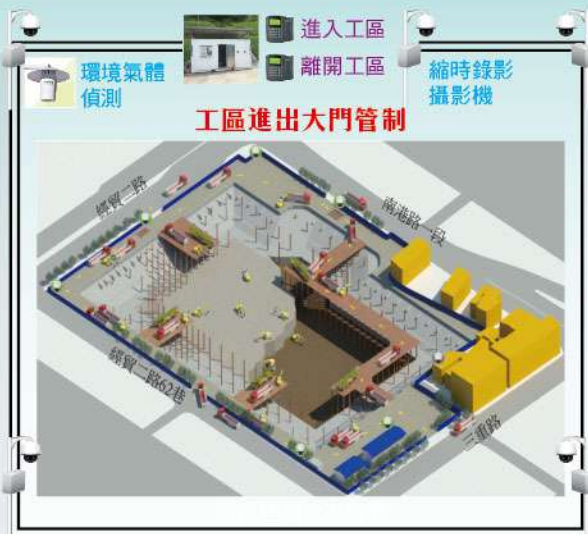 進入工區
離開工區
環境氣體
偵測
縮時錄影
攝影機
工區進出大門管制
經貿二路
南港路一段
經貿二路62巷
三重路